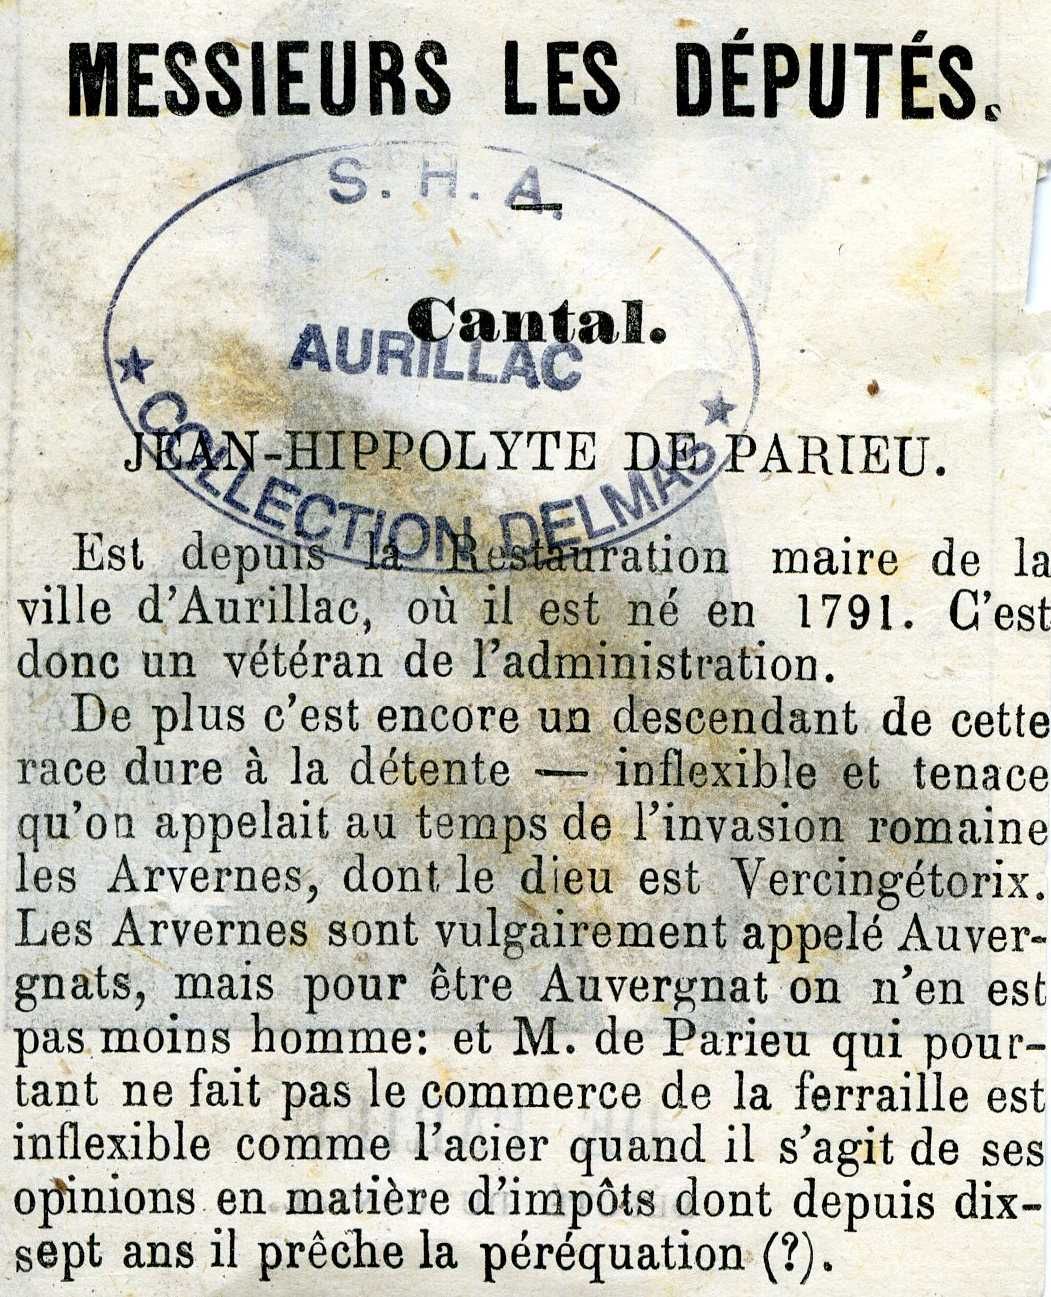 MESSIEURS LES DÉPUTÉS.
S. H. A.
Cantal.
AURILLAC
COLLECTION DELMAS
JEAN-HIPPOLYTE DE PARIEU.
Est depuis la Restauration maire de la
ville d'Aurillac, où il est né en 1791. C'est
donc un vétéran de l'administration.
De plus c'est encore un descendant de cette
race dure à la détente — inflexible et tenace
qu'on appelait au temps de l'invasion romaine
les Arvernes, dont le dieu est Vercingétorix.
Les Arvernes sont vulgairement appelé Auver-
gnats, mais pour être Auvergnat on n'en est
pas moins homme: et M. de Parieu qui pour-
tant ne fait pas le commerce de la ferraille est
inflexible comme l'acier quand il s'agit de ses
opinions en matière d'impôts dont depuis dix-
sept ans il prêche la péréquation (?).